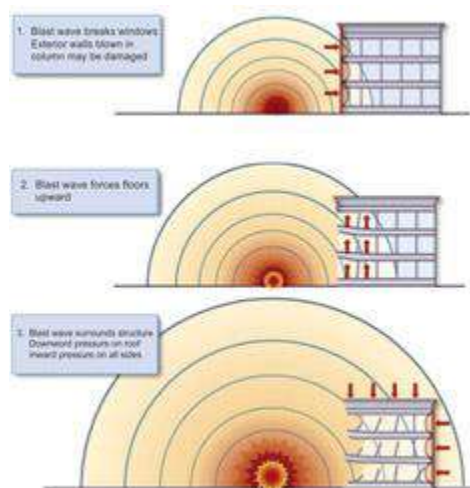 1. Blast wave breaks windows
Exterior walls blown in
column may be damaged
2. Blast wave forces floors
upward
3. Blast wave surrounds structure
Downword pressure on roof
inward pressure on all sides